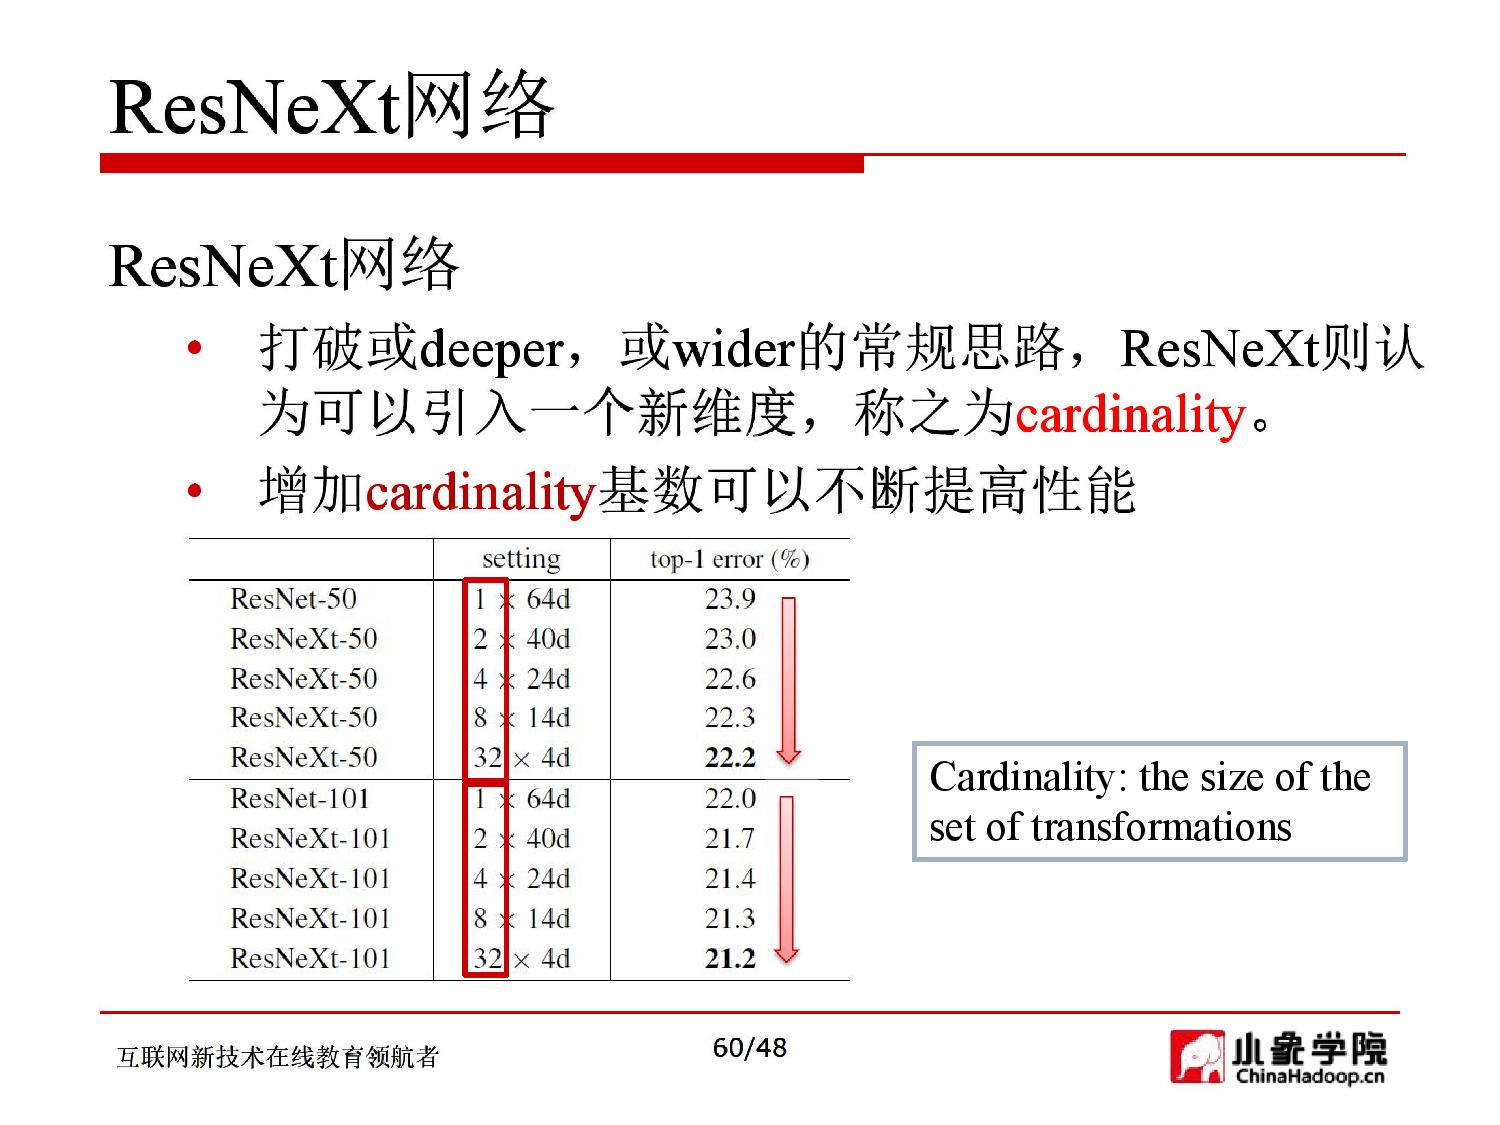 ResNeXt网络
ResNeXt网络
• 打破或deeper，或wider的常规思路，ResNeXt则认
为可以引入一个新维度，称之为cardinality。
• 增加cardinality基数可以不断提高性能
setting top-1 error (%)
ResNet-50 1 × 64d 23.9
ResNeXt-50 2 × 40d 23.0
ResNeXt-50 4 × 24d 22.6
ResNeXt-50 8 × 14d 22.3
ResNeXt-50 32 × 4d 22.2
ResNet-101 1 × 64d 22.0
ResNeXt-101 2 × 40d 21.7
ResNeXt-101 4 × 24d 21.4
ResNeXt-101 8 × 14d 21.3
ResNeXt-101 32 × 4d 21.2
Cardinality: the size of the
set of transformations
互联网新技术在线教育领航者
60/48
小象学院
ChinaHadoop.cn